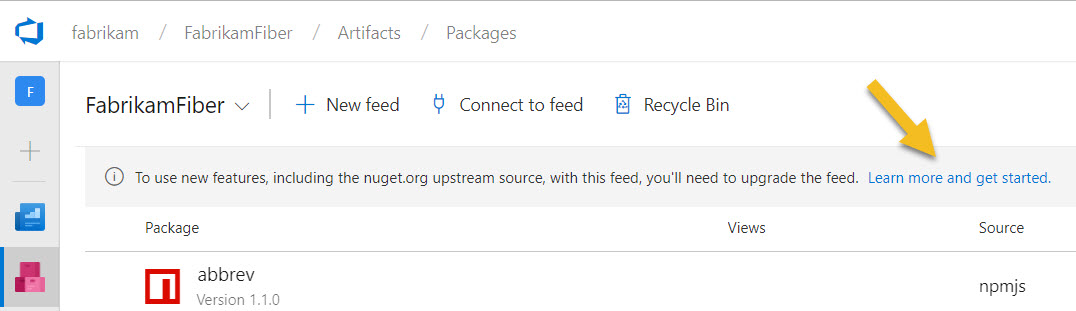 fabrikam / FabrikamFiber / Artifacts / Packages
F
FabrikamFiber New feed Connect to feed Recycle Bin
To use new features, including the nuget.org upstream source, with this feed, you'll need to upgrade the feed. Learn more and get started.
Package Views Source
abbrev
Version 1.1.0
npmjs